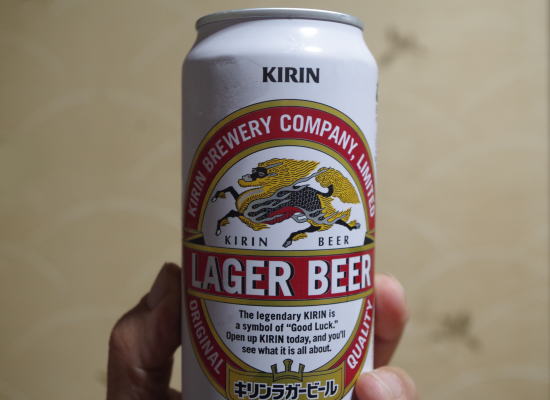 KIRIN
KIRIN BREWERY COMPANY, LIMITED
KIRIN BEER
LAGER BEER
ORIGINAL QUALITY
The legendary KIRIN is
a symbol of “Good Luck.”
Open up KIRIN today, and you'll
see what it is all about.
キリンラガービール